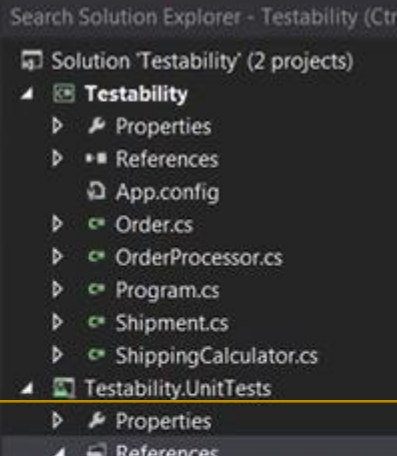 Search Solution Explorer - Testability (Ctr
Solution 'Testability' (2 projects)
Testability
Properties
References
App.config
Order.cs
OrderProcessor.cs
Program.cs
Shipment.cs
ShippingCalculator.cs
Testability.UnitTests
Properties
References